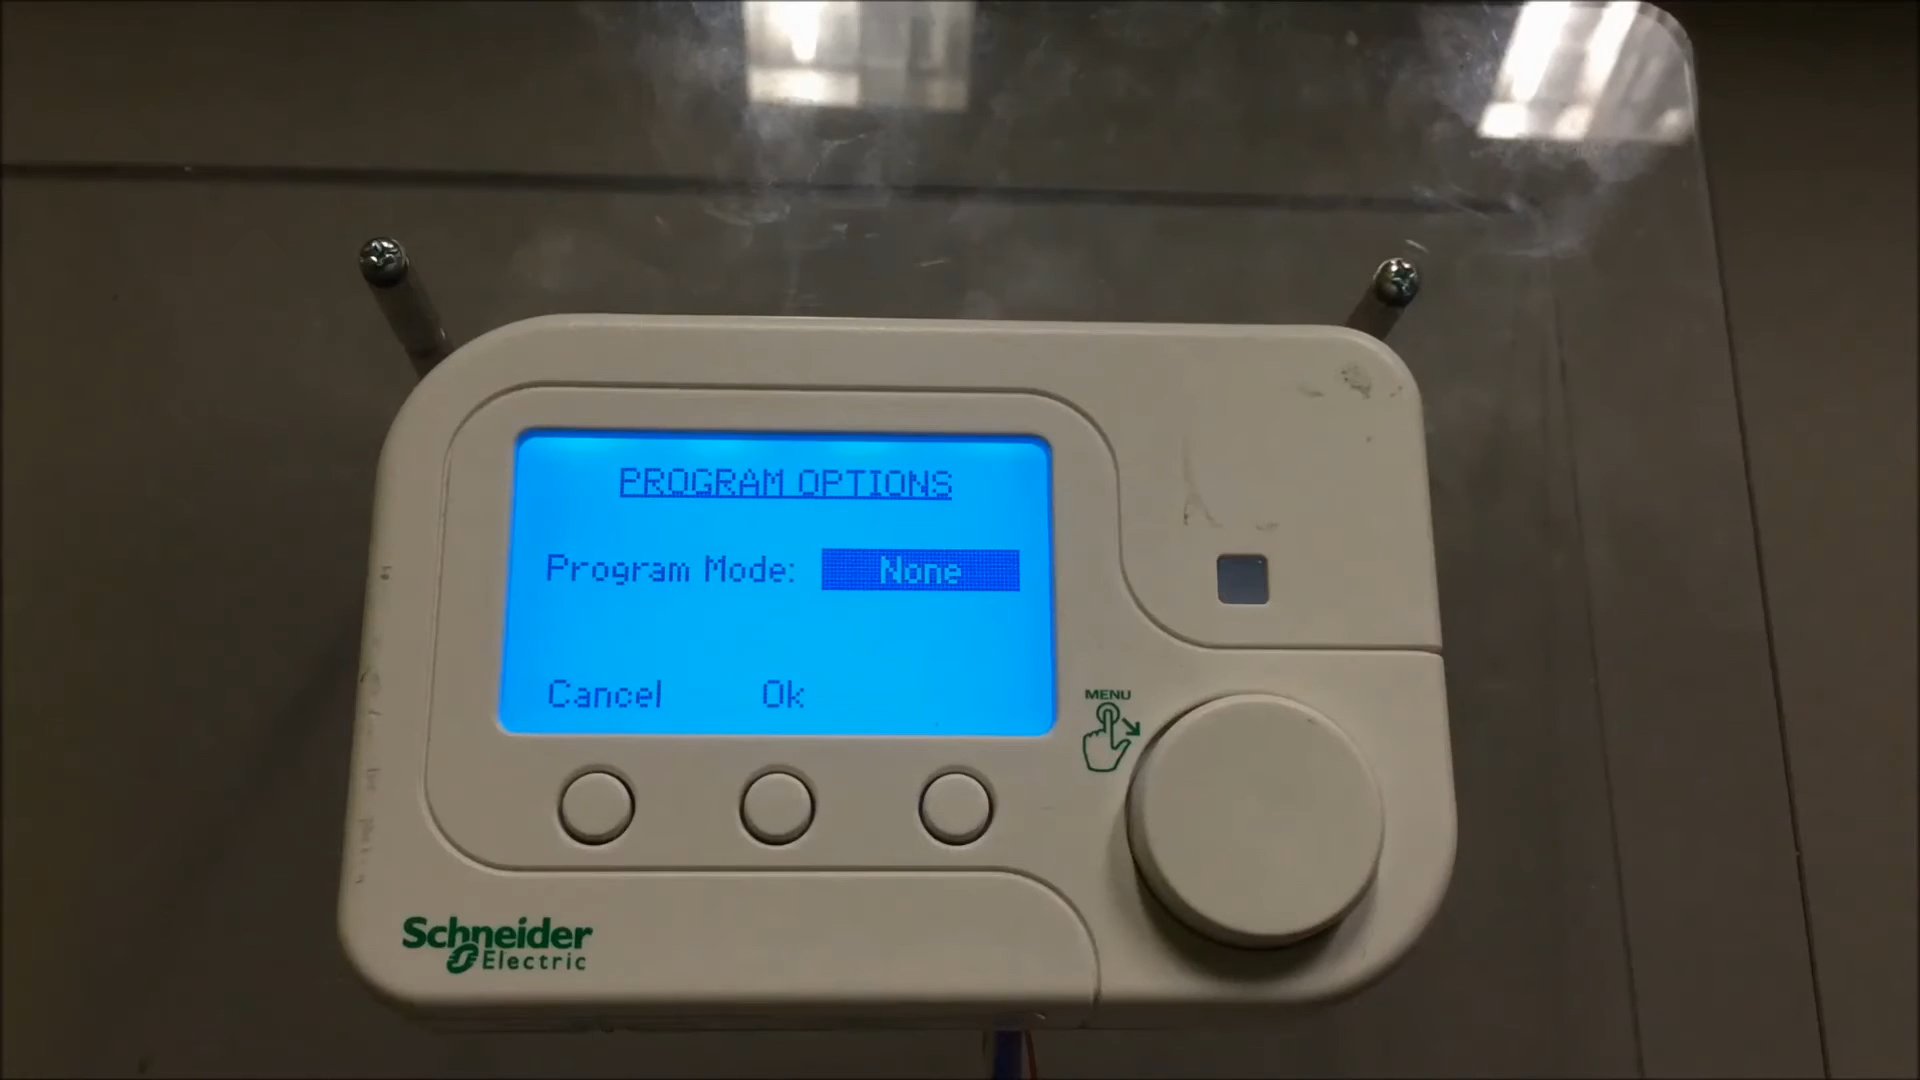 PROGRAM OPTIONS
Program Mode: None
Cancel Ok
MENU
Schneider
Electric